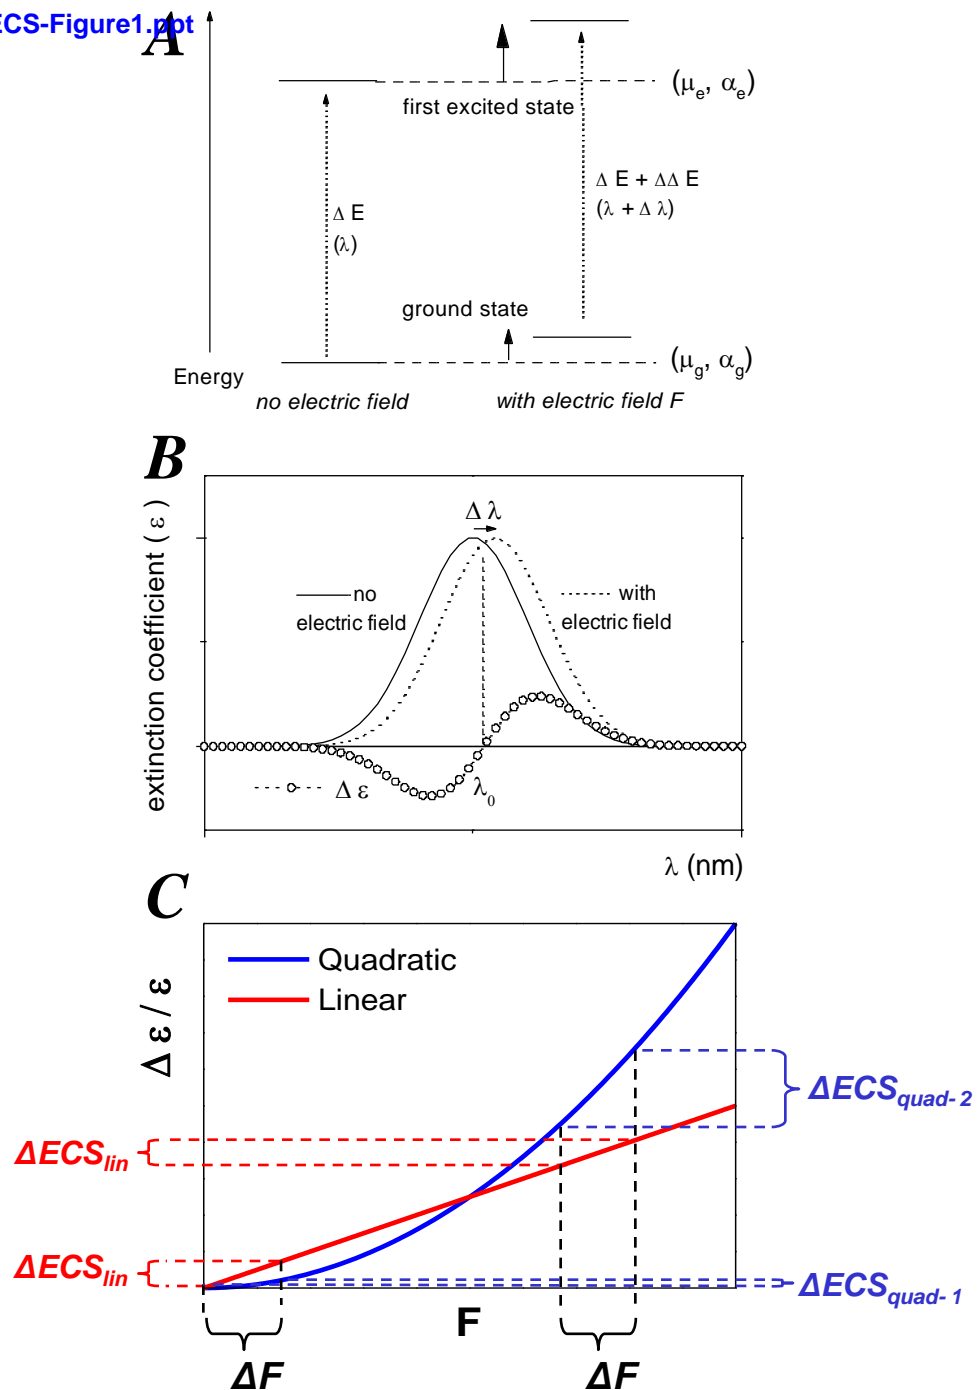 ECS-Figure1.ppt
A
(μe, αe)
first excited state
Δ E + ΔΔ E
(λ + Δ λ)
Δ E
(λ)
ground state
(μg, αg)
Energy
no electric field
with electric field F
B
extinction coefficient ( ε )
Δ λ
no
electric field
with
electric field
Δ ε
λ0
λ (nm)
C
Δ ε / ε
Quadratic
Linear
ΔECSquad-2
ΔECSlin
ΔECSlin
ΔECSquad-1
F
ΔF
ΔF